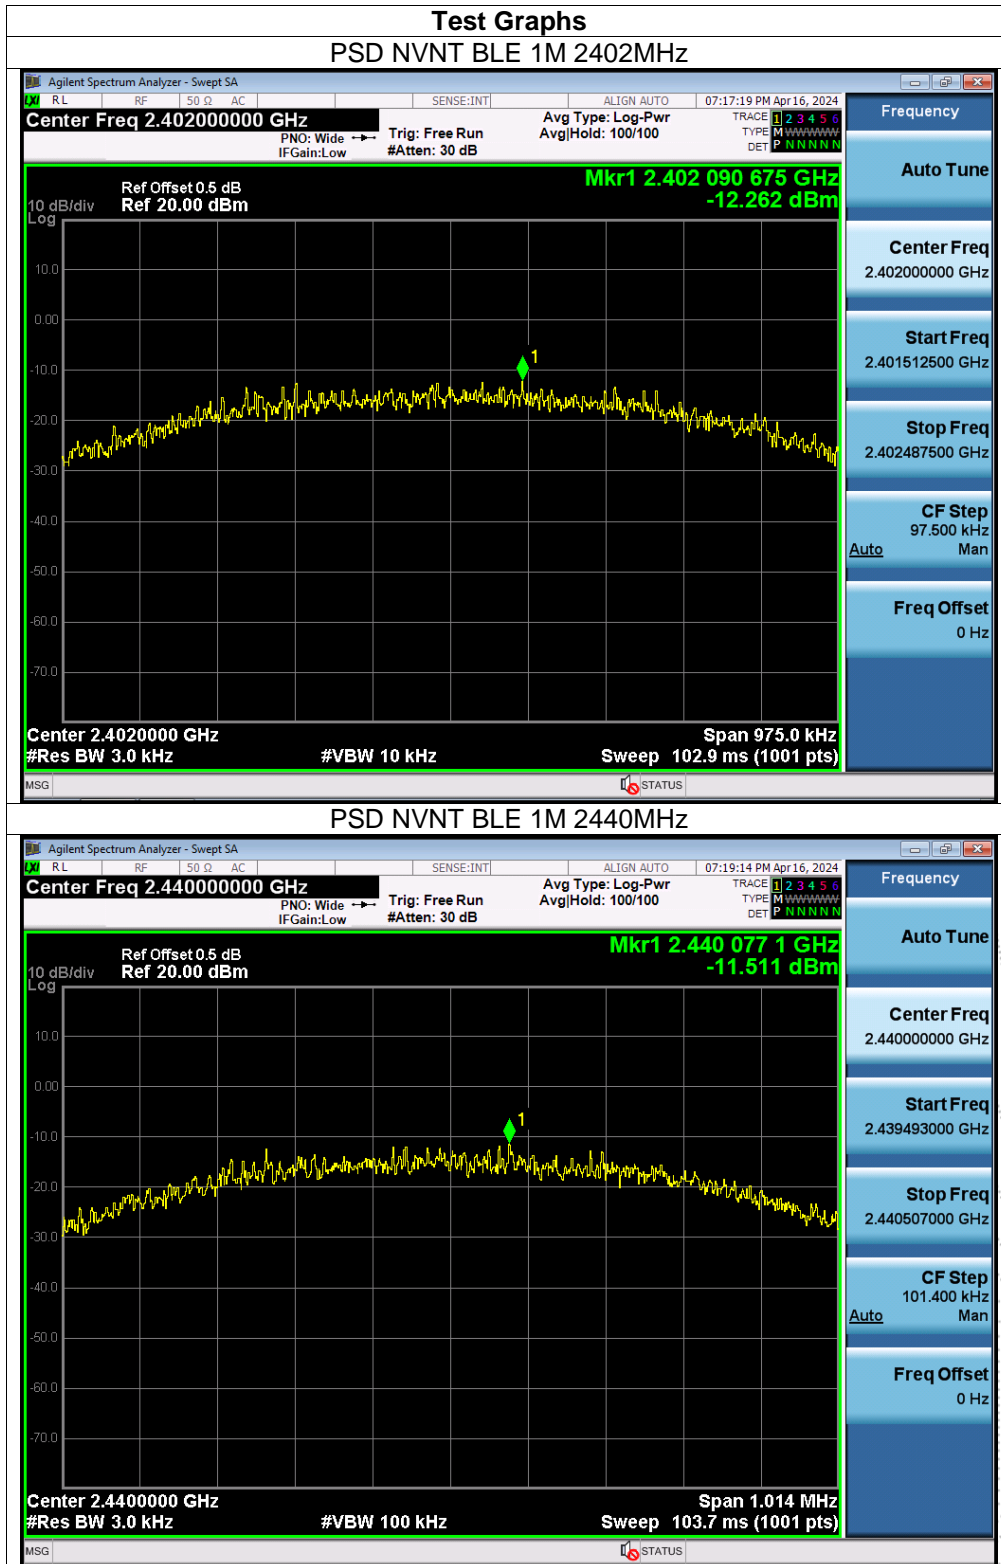 Test Graphs
PSD NVNT BLE 1M 2402MHz
Agilent Spectrum Analyzer - Swept SA
LXI RL RF 50 Ω AC SENSE:INT ALIGN AUTO 07:17:19 PM Apr 16, 2024
Center Freq 2.402000000 GHz
PNO: Wide
IFGain:Low
Trig: Free Run
#Atten: 30 dB
Avg Type: Log-Pwr
Avg|Hold: 100/100
TRACE 1 2 3 4 5 6
TYPE M WWWWW
DET P N N N N N
Ref Offset 0.5 dB
10 dB/div Ref 20.00 dBm
Log
Mkr1 2.402 090 675 GHz
-12.262 dBm
10.0
0.00
1
-10.0
-20.0
-30.0
-40.0
-50.0
-60.0
-70.0
Center 2.4020000 GHz Span 975.0 kHz
#Res BW 3.0 kHz #VBW 10 kHz Sweep 102.9 ms (1001 pts)
MSG STATUS
Frequency
Auto Tune
Center Freq
2.402000000 GHz
Start Freq
2.401512500 GHz
Stop Freq
2.402487500 GHz
CF Step
97.500 kHz
Auto Man
Freq Offset
0 Hz
PSD NVNT BLE 1M 2440MHz
Agilent Spectrum Analyzer - Swept SA
LXI RL RF 50 Ω AC SENSE:INT ALIGN AUTO 07:19:14 PM Apr 16, 2024
Center Freq 2.440000000 GHz
PNO: Wide
IFGain:Low
Trig: Free Run
#Atten: 30 dB
Avg Type: Log-Pwr
Avg|Hold: 100/100
TRACE 1 2 3 4 5 6
TYPE M WWWWW
DET P N N N N N
Ref Offset 0.5 dB
10 dB/div Ref 20.00 dBm
Log
Mkr1 2.440 077 1 GHz
-11.511 dBm
10.0
0.00
1
-10.0
-20.0
-30.0
-40.0
-50.0
-60.0
-70.0
Center 2.4400000 GHz Span 1.014 MHz
#Res BW 3.0 kHz #VBW 100 kHz Sweep 103.7 ms (1001 pts)
MSG STATUS
Frequency
Auto Tune
Center Freq
2.440000000 GHz
Start Freq
2.439493000 GHz
Stop Freq
2.440507000 GHz
CF Step
101.400 kHz
Auto Man
Freq Offset
0 Hz